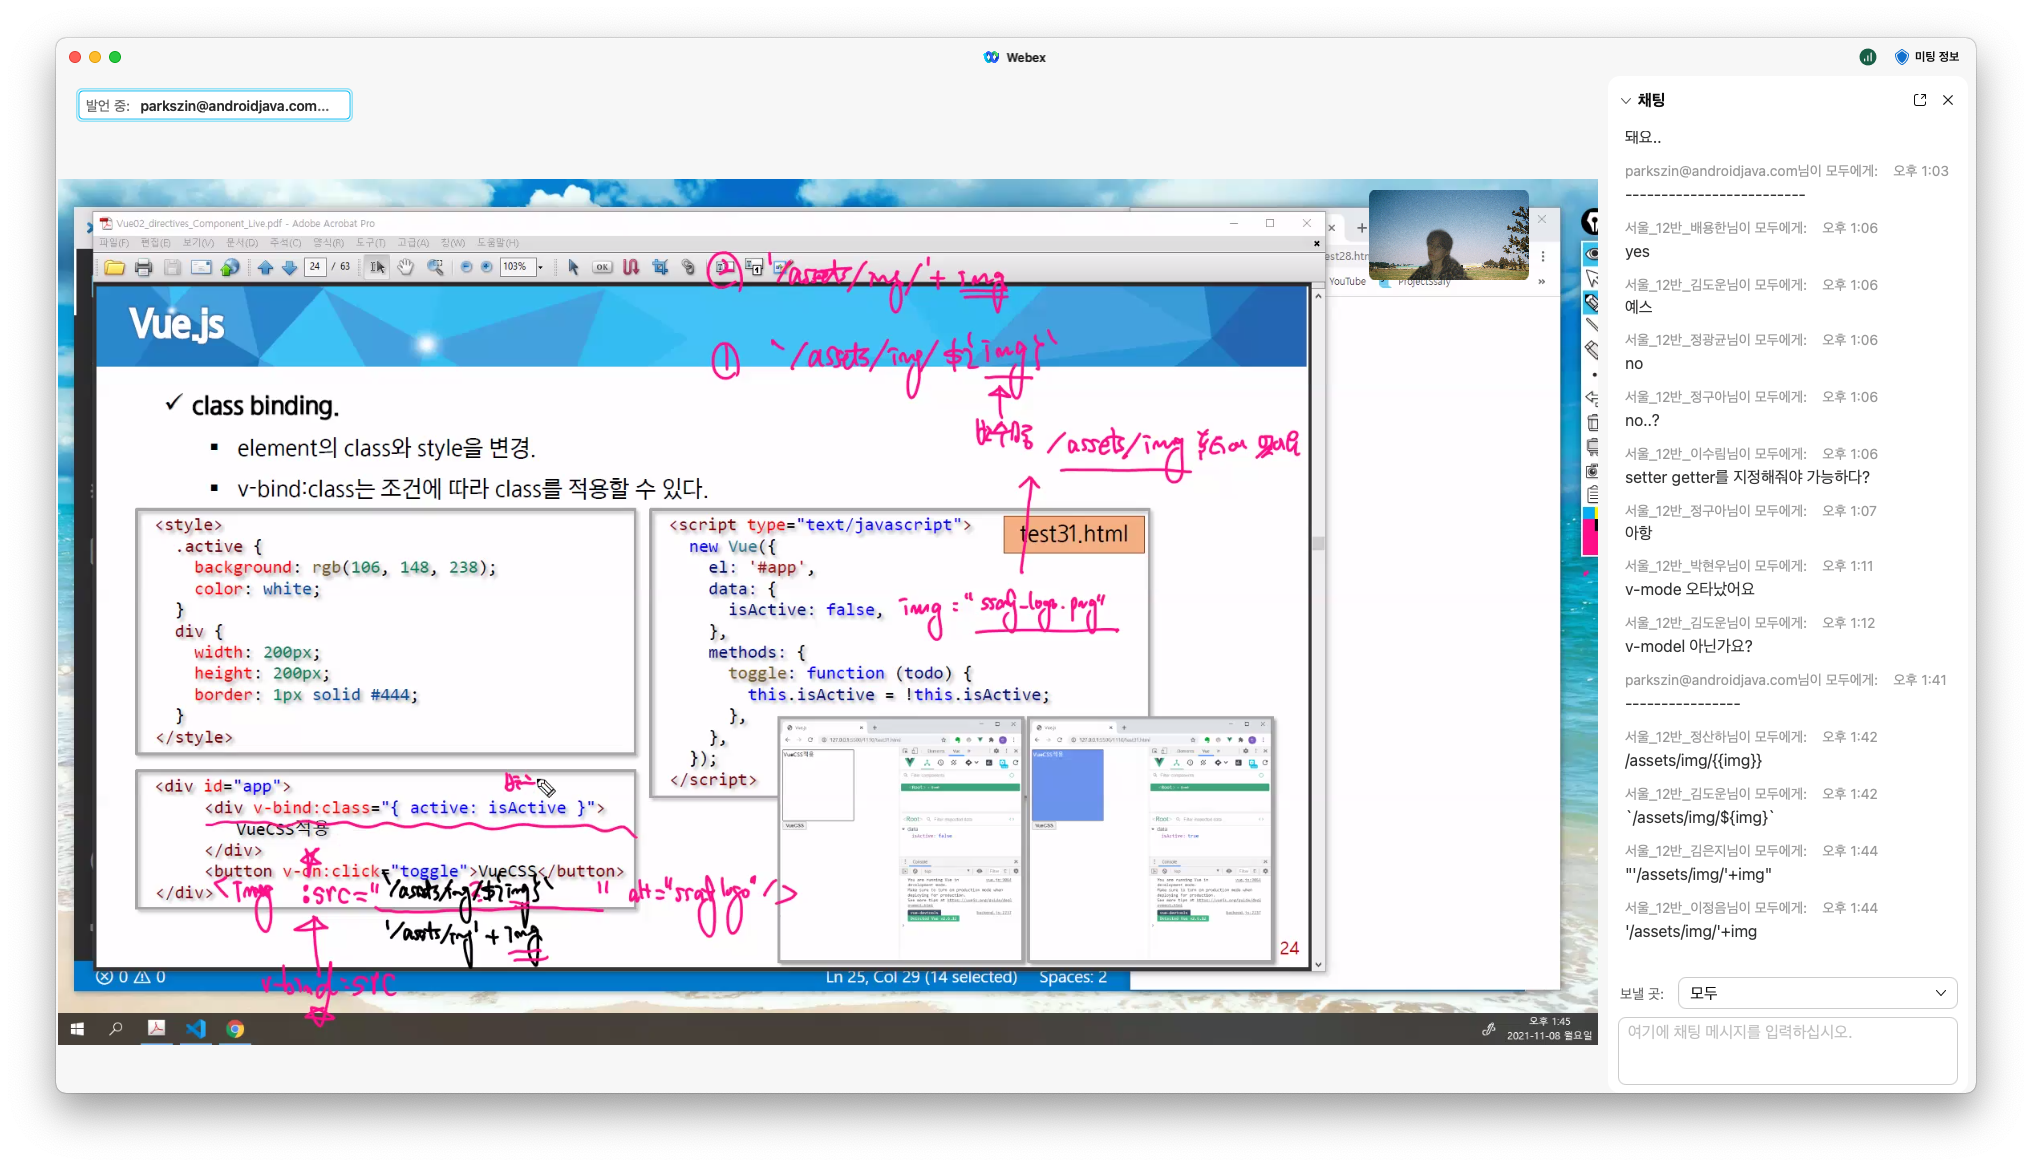 Webex
미팅 정보
발언 중: parkszin@androidjava.com...
Vue02_directives_Component_Live.pdf - Adobe Acrobat Pro
파일(F) 편집(E) 보기(V) 문서(D) 주석(C) 양식(R) 도구(T) 고급(A) 창(W) 도움말(H)
24 / 63
103%
est28.htm
YouTube
ProjectSsafy
② '/assets/img/' + img
Vue.js
① `/assets/img/${img}`
class binding.
/assets/img
element의 class와 style을 변경.
v-bind:class는 조건에 따라 class를 적용할 수 있다.
<style>
.active {
background: rgb(106, 148, 238);
color: white;
}
div {
width: 200px;
height: 200px;
border: 1px solid #444;
}
</style>
<script type="text/javascript">
test31.html
new Vue({
el: '#app',
data: {
isActive: false,
img : "ssafy_logo.png"
},
methods: {
toggle: function (todo) {
this.isActive = !this.isActive;
},
},
});
</script>
<div id="app">
<div v-bind:class="{ active: isActive }">
VueCSS적용
</div>
<button v-on:click="toggle">VueCSS</button>
</div>
<img :src="`/assets/img/${img}`" alt="ssafy logo" />
'/assets/img' + img
v-bind:src
VueCSS적용
VueCSS
VueCSS적용
VueCSS
24
0 0
Ln 25, Col 29 (14 selected) Spaces: 2
오후 1:45
2021-11-08 월요일
채팅
돼요..
parkszin@androidjava.com님이 모두에게: 오후 1:03
-------------------------
서울_12반_배용한님이 모두에게: 오후 1:06
yes
서울_12반_김도운님이 모두에게: 오후 1:06
예스
서울_12반_정광균님이 모두에게: 오후 1:06
no
서울_12반_정구아님이 모두에게: 오후 1:06
no..?
서울_12반_이수림님이 모두에게: 오후 1:06
setter getter를 지정해줘야 가능하다?
서울_12반_정구아님이 모두에게: 오후 1:07
아항
서울_12반_박현우님이 모두에게: 오후 1:11
v-mode 오타났어요
서울_12반_김도운님이 모두에게: 오후 1:12
v-model 아닌가요?
parkszin@androidjava.com님이 모두에게: 오후 1:41
----------------
서울_12반_정산하님이 모두에게: 오후 1:42
/assets/img/{{img}}
서울_12반_김도운님이 모두에게: 오후 1:42
`/assets/img/${img}`
서울_12반_김은지님이 모두에게: 오후 1:44
"'/assets/img/'+img"
서울_12반_이정음님이 모두에게: 오후 1:44
'/assets/img/'+img
보낼 곳: 모두
여기에 채팅 메시지를 입력하십시오.